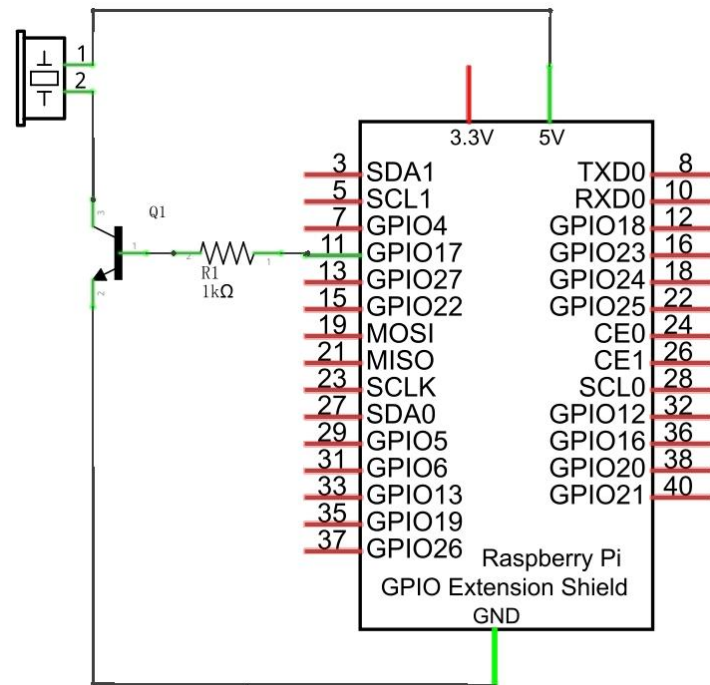 1
2
3.3V 5V
3 SDA1 TXD0 8
5 SCL1 RXD0 10
7 GPIO4 GPIO18 12
3 Q1
1 2 R1 1 11 GPIO17 GPIO23 16
1kΩ
2
13 GPIO27 GPIO24 18
15 GPIO22 GPIO25 22
19 MOSI CE0 24
21 MISO CE1 26
23 SCLK SCL0 28
27 SDA0 GPIO12 32
29 GPIO5 GPIO16 36
31 GPIO6 GPIO20 38
33 GPIO13 GPIO21 40
35 GPIO19
37 GPIO26
Raspberry Pi
GPIO Extension Shield
GND